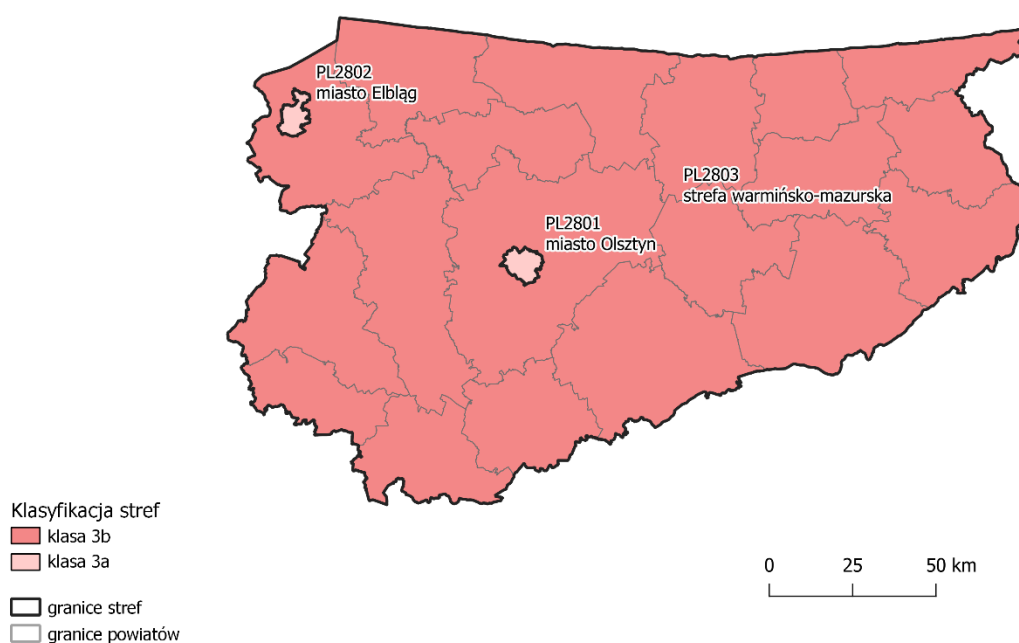 PL2802
miasto Elbląg
PL2803
strefa warmińsko-mazurska
PL2801
miasto Olsztyn
Klasyfikacja stref
klasa 3b
klasa 3a
granice stref
granice powiatów
0 25 50 km